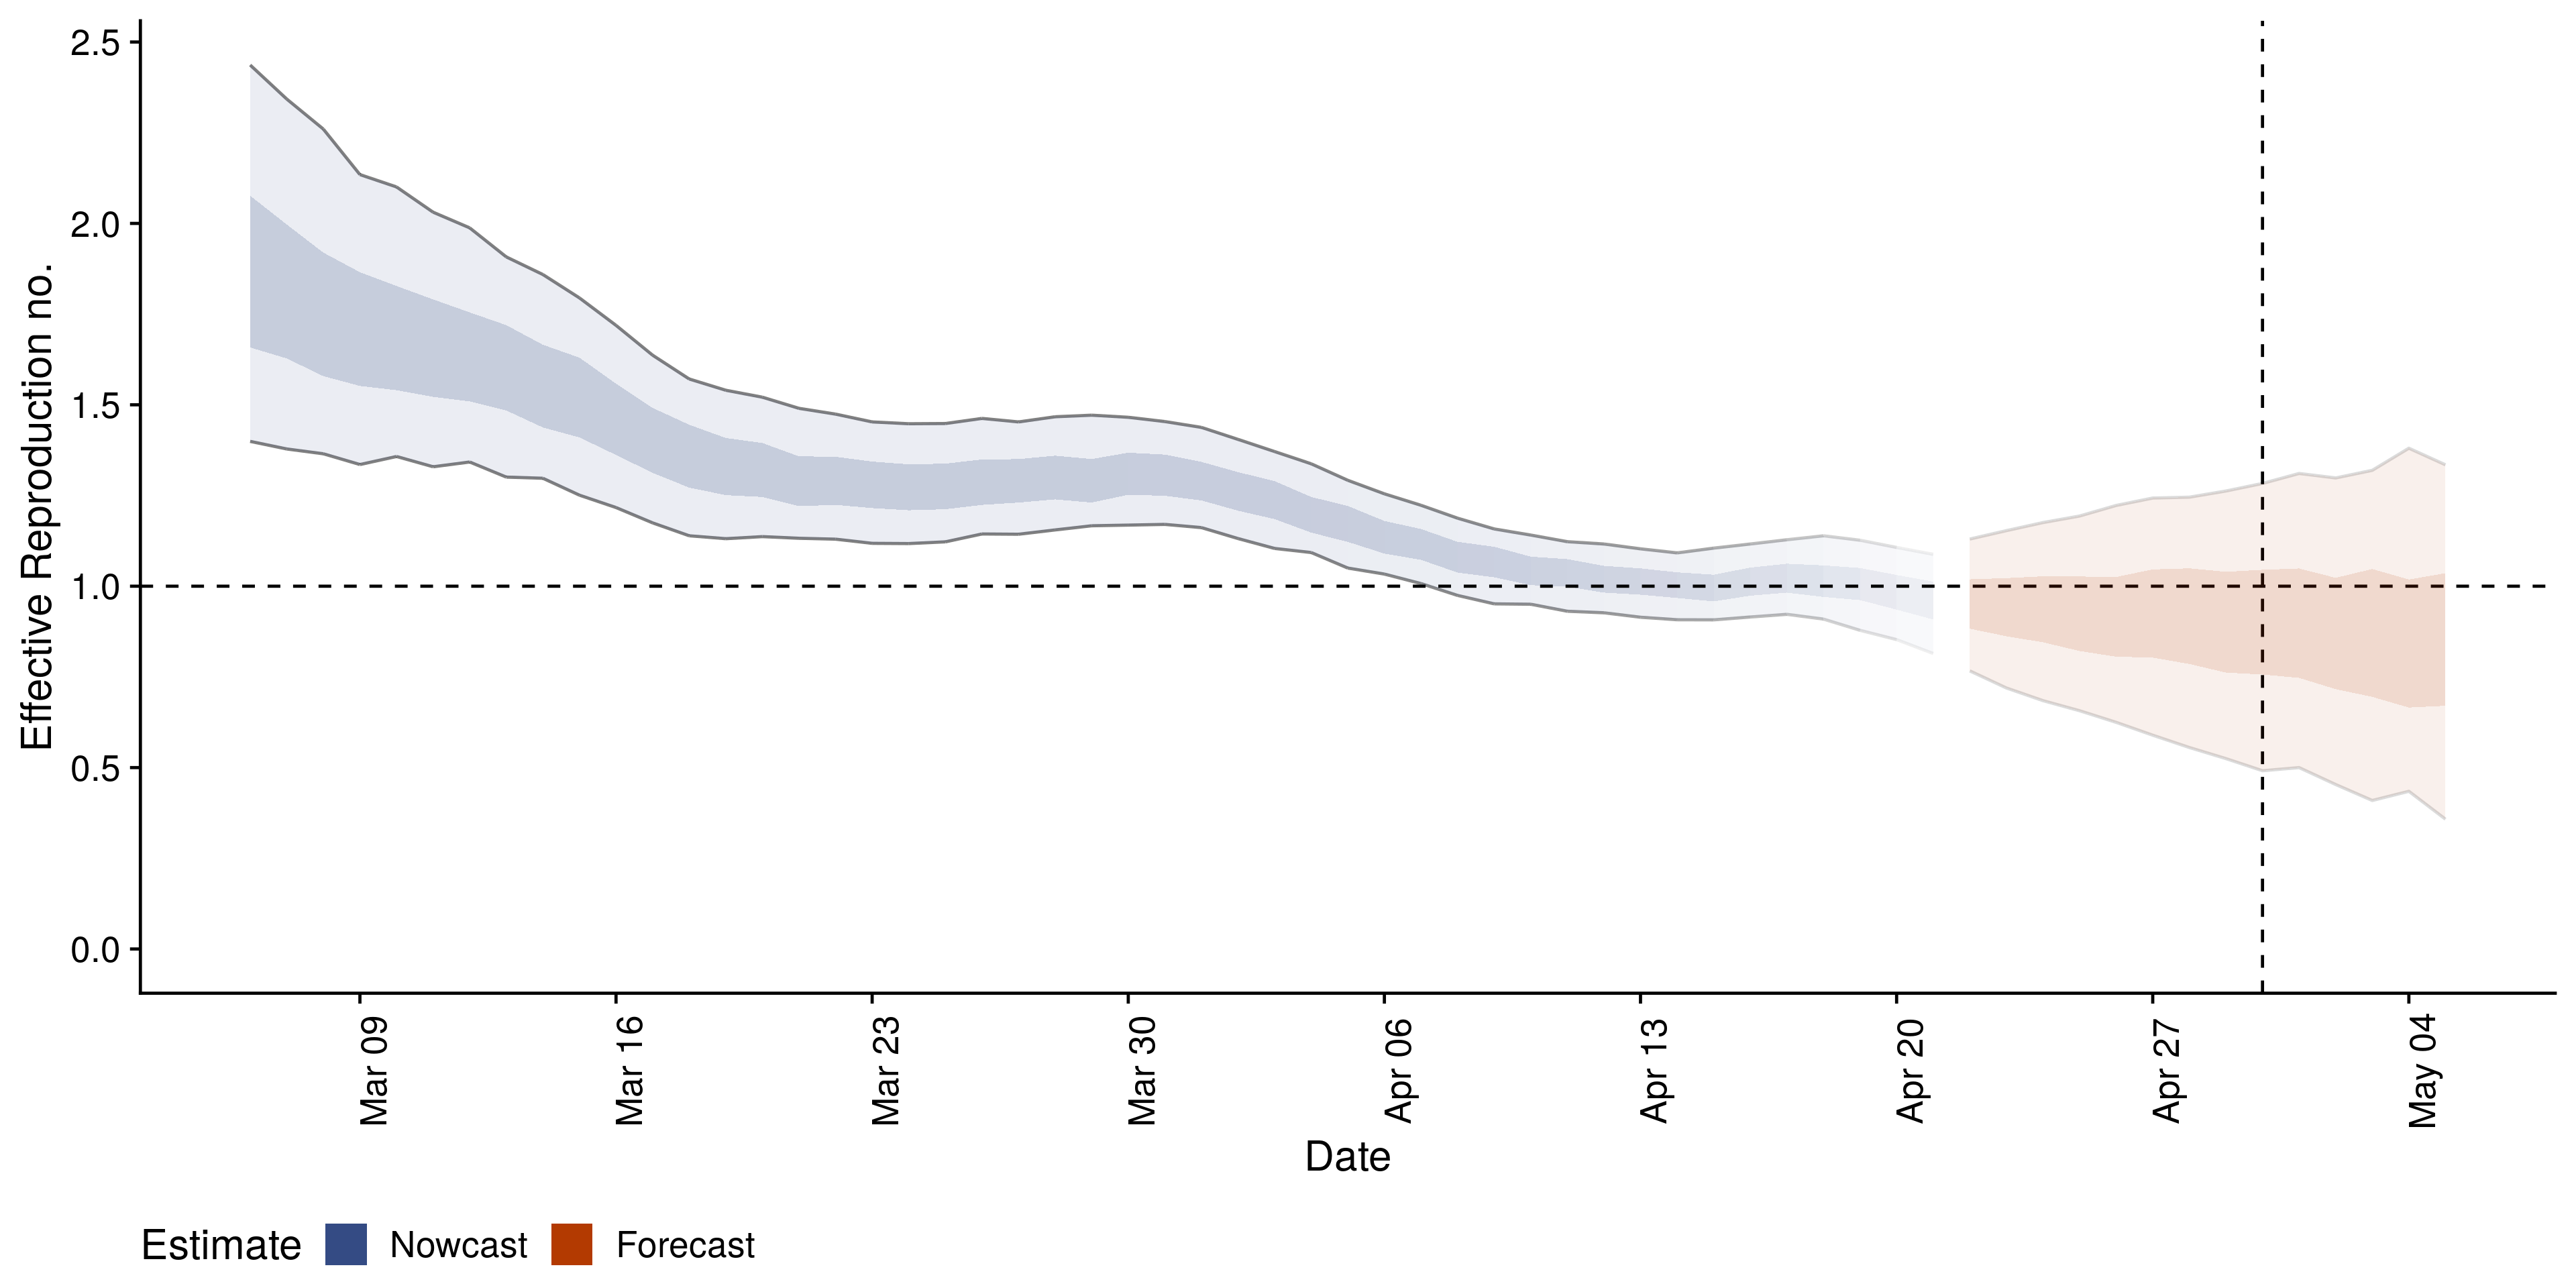 Effective Reproduction no.
2.5
2.0
1.5
1.0
0.5
0.0
Mar 09
Mar 16
Mar 23
Mar 30
Apr 06
Apr 13
Apr 20
Apr 27
May 04
Date
Estimate Nowcast Forecast